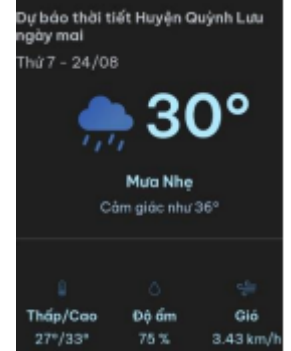 Dự báo thời tiết Huyện Quỳnh Lưu
ngày mai
Thứ 7 - 24/08
30°
Mưa Nhẹ
Cảm giác như 36°
Thấp/Cao
Độ ẩm
Gió
27°/33°
75 %
3.43 km/h